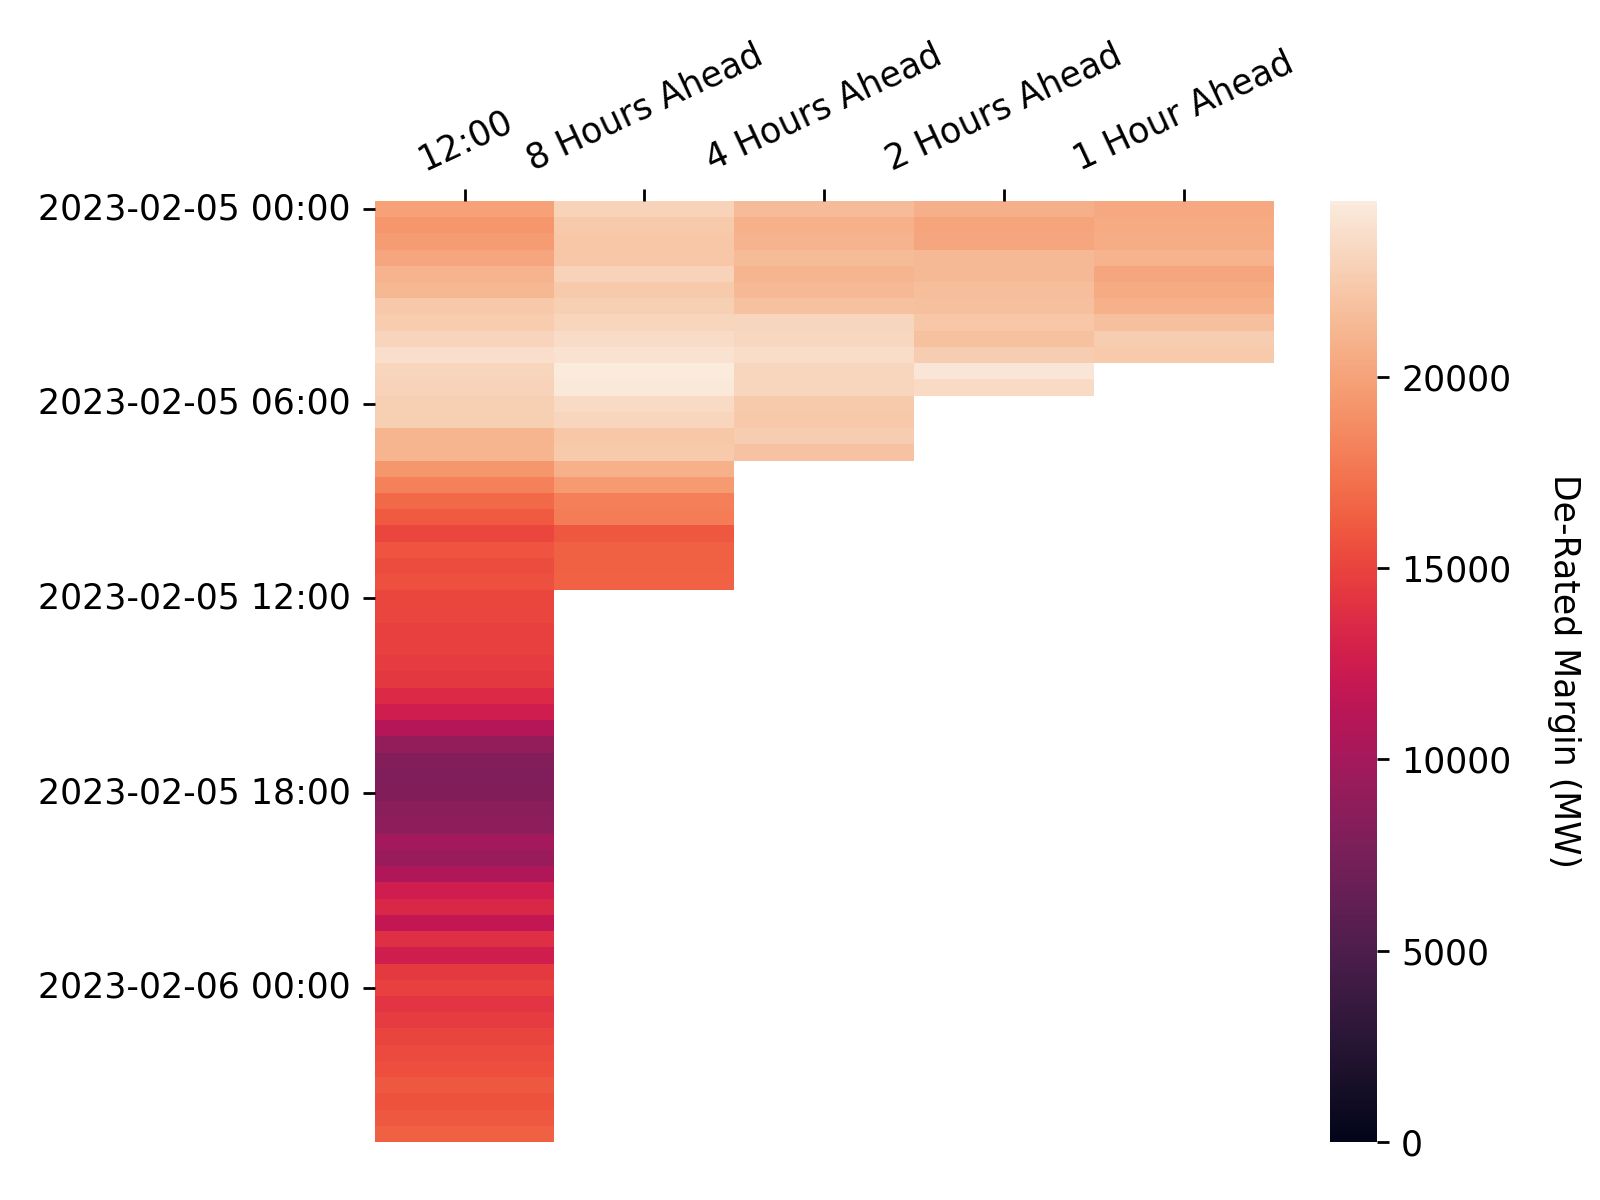 12:00
8 Hours Ahead
4 Hours Ahead
2 Hours Ahead
1 Hour Ahead
2023-02-05 00:00
2023-02-05 06:00
2023-02-05 12:00
2023-02-05 18:00
2023-02-06 00:00
20000
15000
10000
5000
0
De-Rated Margin (MW)